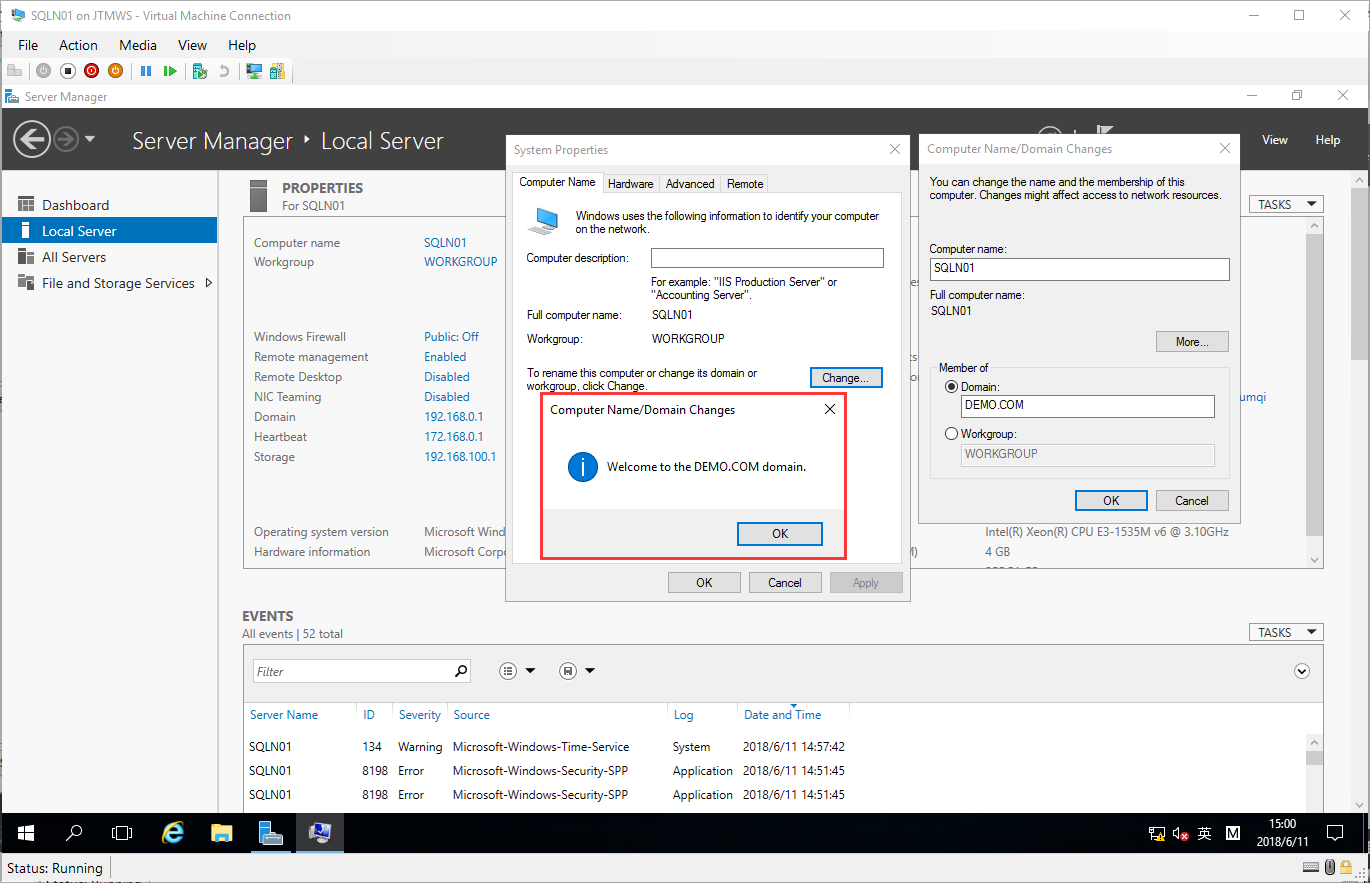 SQLN01 on JTMWS - Virtual Machine Connection
File Action Media View Help
Server Manager
Server Manager Local Server
View Help
Dashboard
Local Server
All Servers
File and Storage Services
PROPERTIES
For SQLN01
TASKS
Computer name SQLN01
Workgroup WORKGROUP
Windows Firewall Public: Off
Remote management Enabled
Remote Desktop Disabled
NIC Teaming Disabled
Domain 192.168.0.1
Heartbeat 172.168.0.1
Storage 192.168.100.1
Operating system version Microsoft Wind
Hardware information Microsoft Corp
umqi
Intel(R) Xeon(R) CPU E3-1535M v6 @ 3.10GHz
4 GB
System Properties
Computer Name Hardware Advanced Remote
Windows uses the following information to identify your computer
on the network.
Computer description:
For example: "IIS Production Server" or
"Accounting Server".
Full computer name: SQLN01
Workgroup: WORKGROUP
To rename this computer or change its domain or
workgroup, click Change.
Change...
Computer Name/Domain Changes
Welcome to the DEMO.COM domain.
OK
OK Cancel Apply
Computer Name/Domain Changes
You can change the name and the membership of this
computer. Changes might affect access to network resources.
Computer name:
SQLN01
Full computer name:
SQLN01
More...
Member of
Domain:
DEMO.COM
Workgroup:
WORKGROUP
OK Cancel
EVENTS
All events | 52 total
TASKS
Filter
Server Name ID Severity Source Log Date and Time
SQLN01 134 Warning Microsoft-Windows-Time-Service System 2018/6/11 14:57:42
SQLN01 8198 Error Microsoft-Windows-Security-SPP Application 2018/6/11 14:51:45
SQLN01 8198 Error Microsoft-Windows-Security-SPP Application 2018/6/11 14:51:45
英 M
15:00
2018/6/11
Status: Running